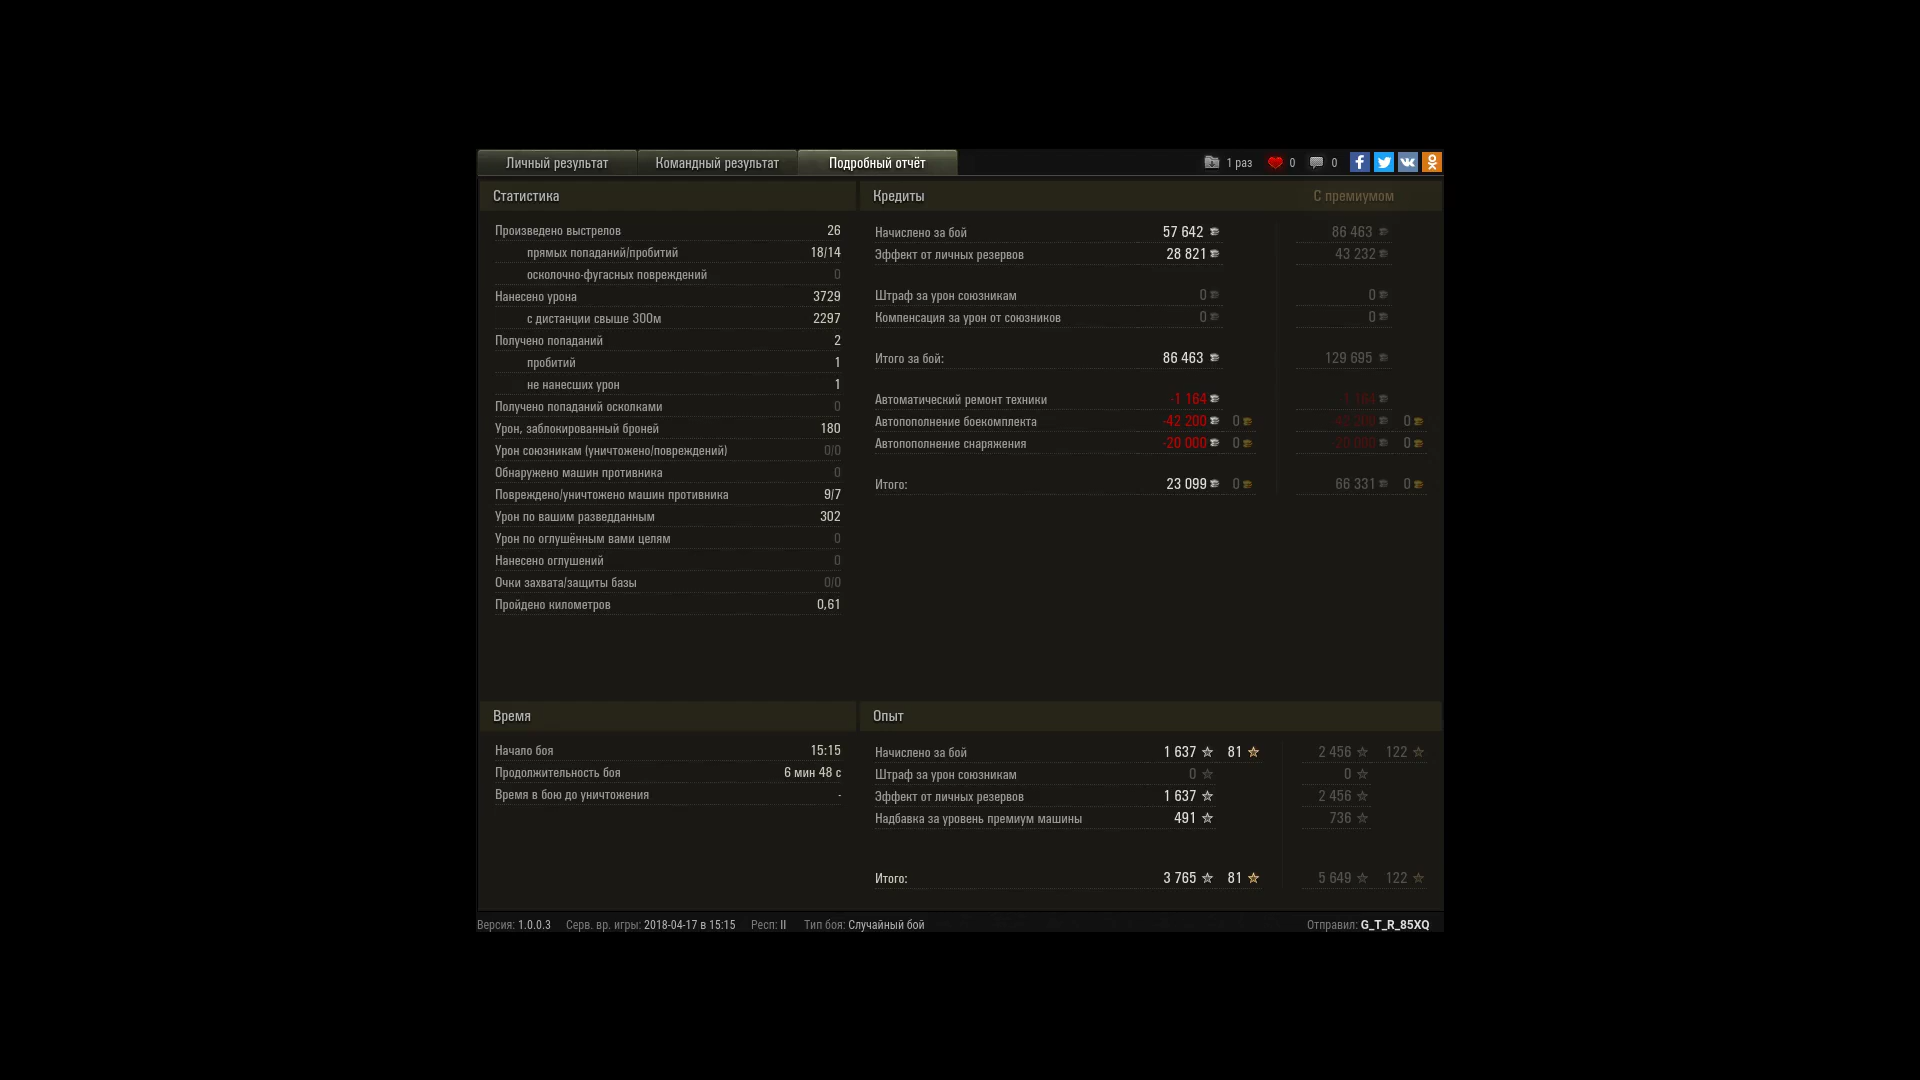 Личный результат Командный результат Подробный отчёт 1 раз 0 0
Статистика
Произведено выстрелов 26
прямых попаданий/пробитий 18/14
осколочно-фугасных повреждений 0
Нанесено урона 3729
с дистанции свыше 300м 2297
Получено попаданий 2
пробитий 1
не нанесших урон 1
Получено попаданий осколками 0
Урон, заблокированный броней 180
Урон союзникам (уничтожено/повреждений) 0/0
Обнаружено машин противника 0
Повреждено/уничтожено машин противника 9/7
Урон по вашим разведданным 302
Урон по оглушённым вами целям 0
Нанесено оглушений 0
Очки захвата/защиты базы 0/0
Пройдено километров 0,61
Кредиты С премиумом
Начислено за бой 57 642 86 463
Эффект от личных резервов 28 821 43 232
Штраф за урон союзникам 0 0
Компенсация за урон от союзников 0 0
Итого за бой: 86 463 129 695
Автоматический ремонт техники -1 164 -1 164
Автопополнение боекомплекта -42 200 0 -42 200 0
Автопополнение снаряжения -20 000 0 -20 000 0
Итого: 23 099 0 66 331 0
Время
Начало боя 15:15
Продолжительность боя 6 мин 48 с
Время в бою до уничтожения -
Опыт
Начислено за бой 1 637 81 2 456 122
Штраф за урон союзникам 0 0
Эффект от личных резервов 1 637 2 456
Надбавка за уровень премиум машины 491 736
Итого: 3 765 81 5 649 122
Версия: 1.0.0.3 Серв. вр. игры: 2018-04-17 в 15:15 Респ: II Тип боя: Случайный бой Отправил: G_T_R_85XQ